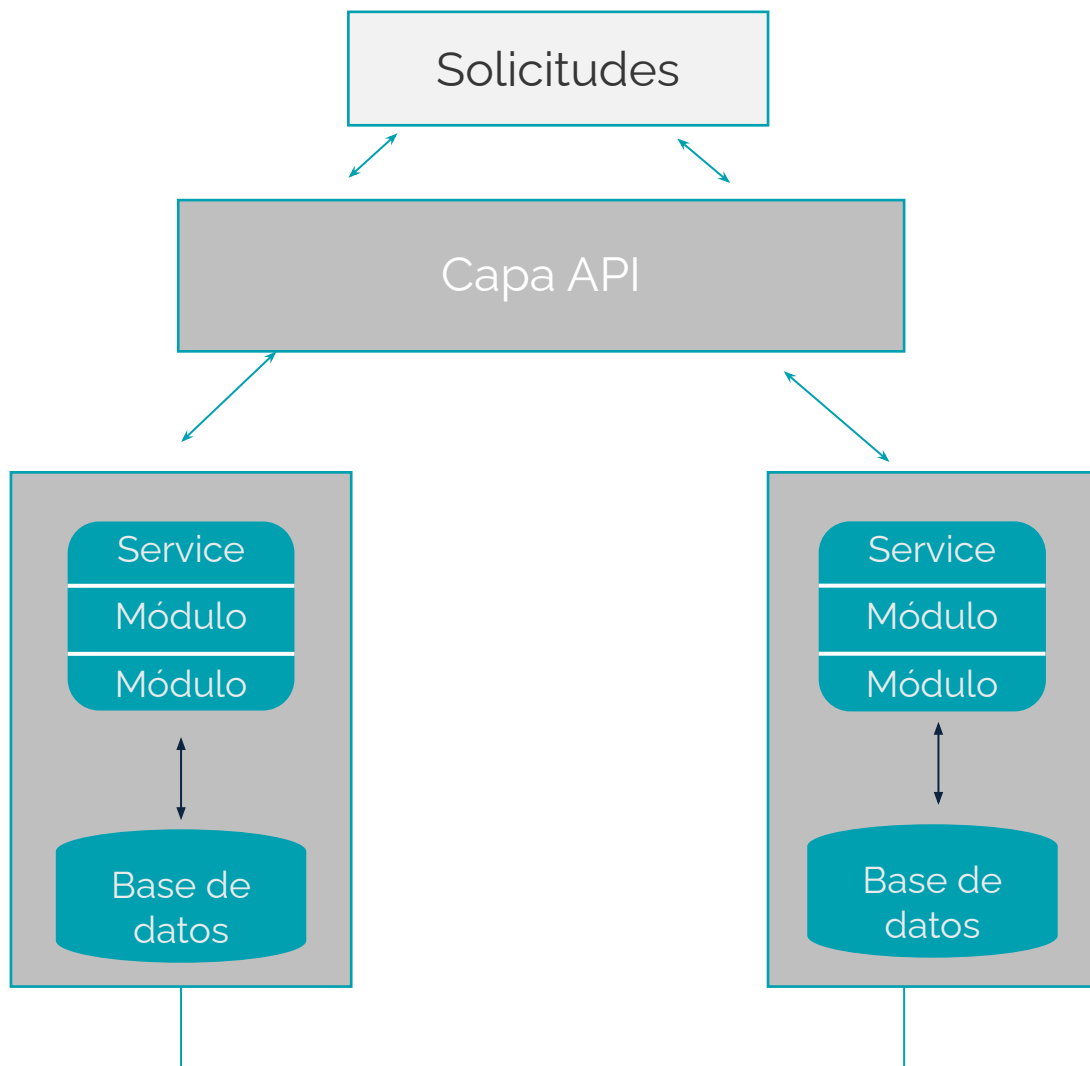 Solicitudes
Capa API
Service
Módulo
Módulo
Base de
datos
Service
Módulo
Módulo
Base de
datos